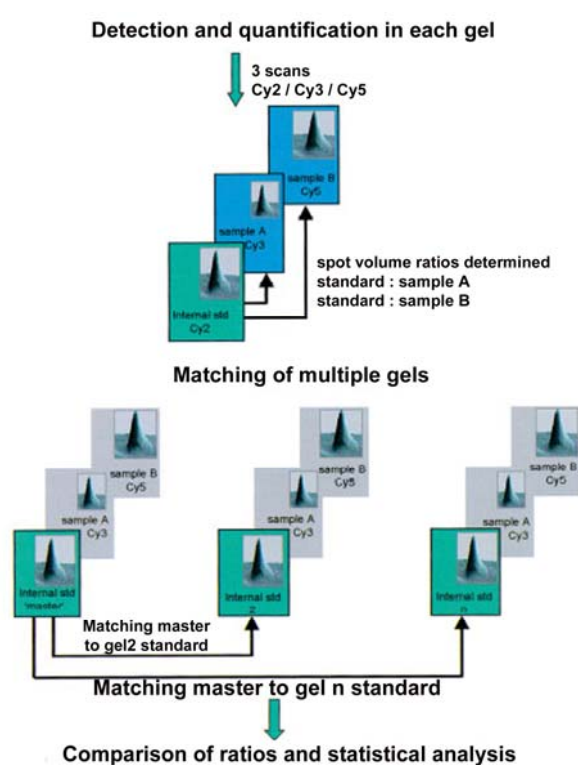 Detection and quantification in each gel
3 scans
Cy2 / Cy3 / Cy5
sample B
Cy5
sample A
Cy3
Internal std
Cy2
spot volume ratios determined
standard : sample A
standard : sample B
Matching of multiple gels
sample B
Cy5
sample A
Cy3
Internal std
'master'
sample B
Cy5
sample A
Cy3
Internal std
2
sample B
Cy5
sample A
Cy3
Internal std
n
Matching master
to gel2 standard
Matching master to gel n standard
Comparison of ratios and statistical analysis